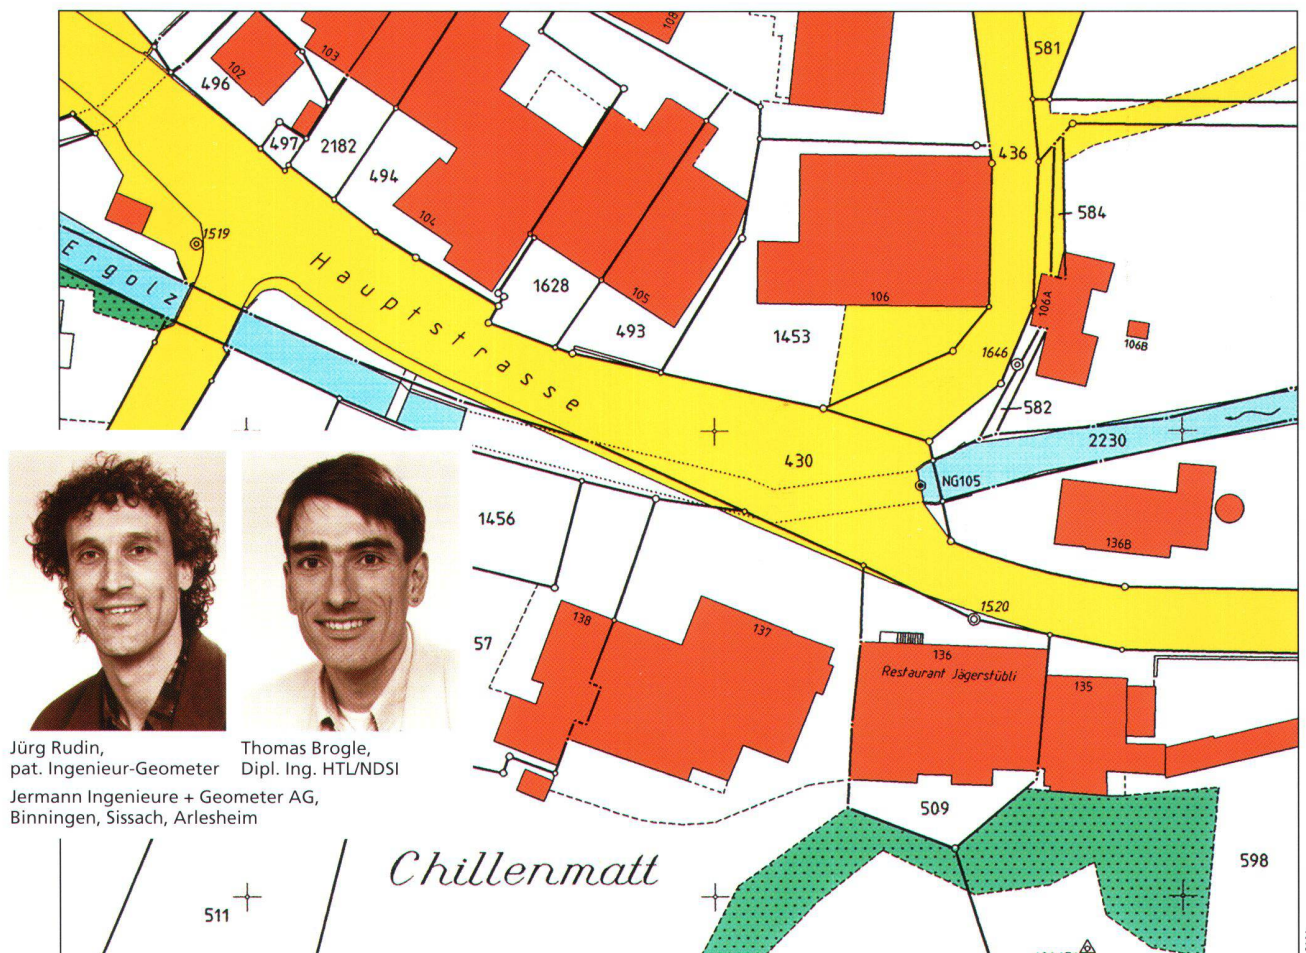 108
581
103
102
496
497
2182
436
494
584
104
1519
Ergolz
Hauptstrasse
1628
105
106
106A
493
1453
106B
1646
582
2230
430
NG105
1456
136B
1520
138
137
57
136
Restaurant Jägerstübli
135
Jürg Rudin,
pat. Ingenieur-Geometer
Thomas Brogle,
Dipl. Ing. HTL/NDSI
Jermann Ingenieure + Geometer AG,
Binningen, Sissach, Arlesheim
509
Chillenmatt
598
511